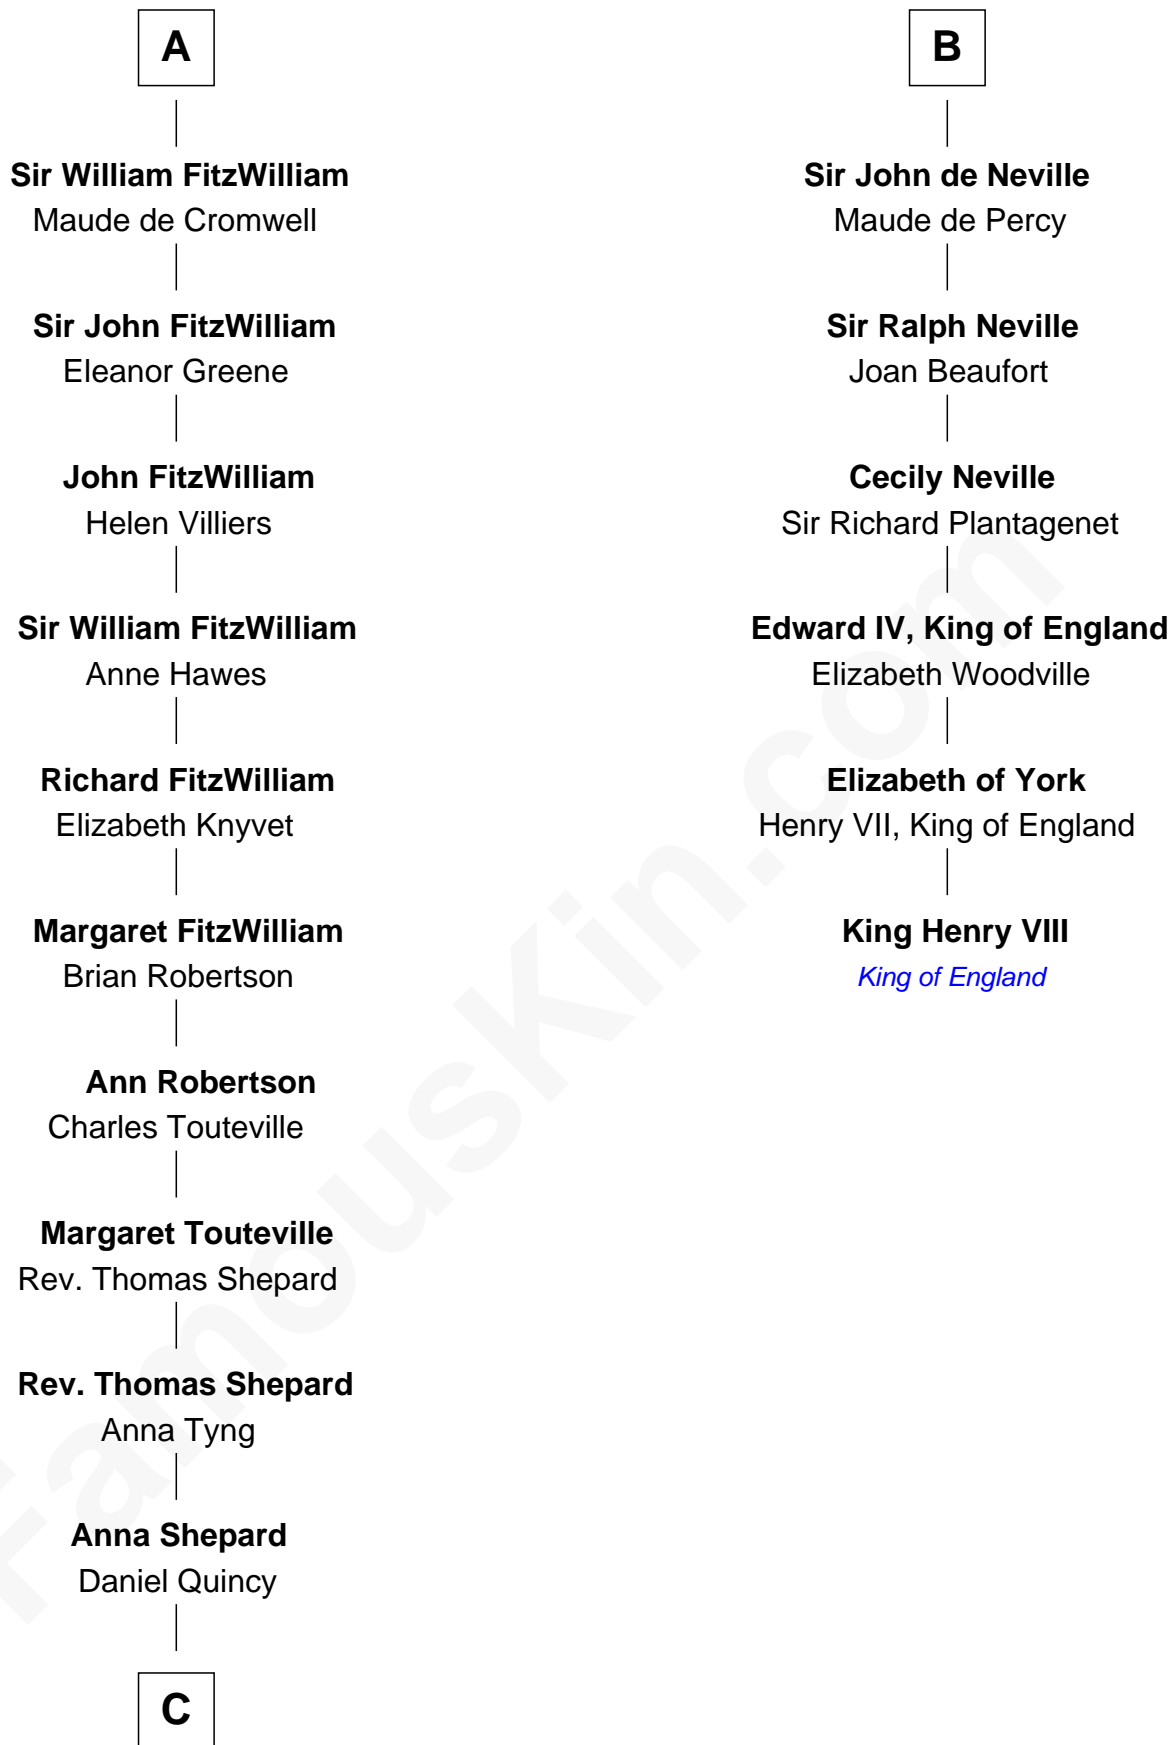 A
Sir William FitzWilliam
Maude de Cromwell
Sir John FitzWilliam
Eleanor Greene
John FitzWilliam
Helen Villiers
Sir William FitzWilliam
Anne Hawes
Richard FitzWilliam
Elizabeth Knyvet
Margaret FitzWilliam
Brian Robertson
Ann Robertson
Charles Touteville
Margaret Touteville
Rev. Thomas Shepard
Rev. Thomas Shepard
Anna Tyng
Anna Shepard
Daniel Quincy
C
B
Sir John de Neville
Maude de Percy
Sir Ralph Neville
Joan Beaufort
Cecily Neville
Sir Richard Plantagenet
Edward IV, King of England
Elizabeth Woodville
Elizabeth of York
Henry VII, King of England
King Henry VIII
King of England
FamousKin.com